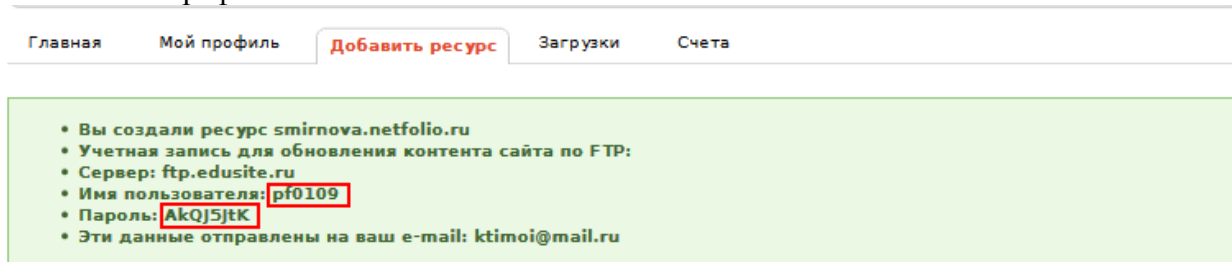 Главная Мой профиль Добавить ресурс Загрузки Счета
• Вы создали ресурс smirnova.netfolio.ru
• Учетная запись для обновления контента сайта по FTP:
• Сервер: ftp.edusite.ru
• Имя пользователя: pf0109
• Пароль: AkQJ5JtK
• Эти данные отправлены на ваш e-mail: ktimoi@mail.ru